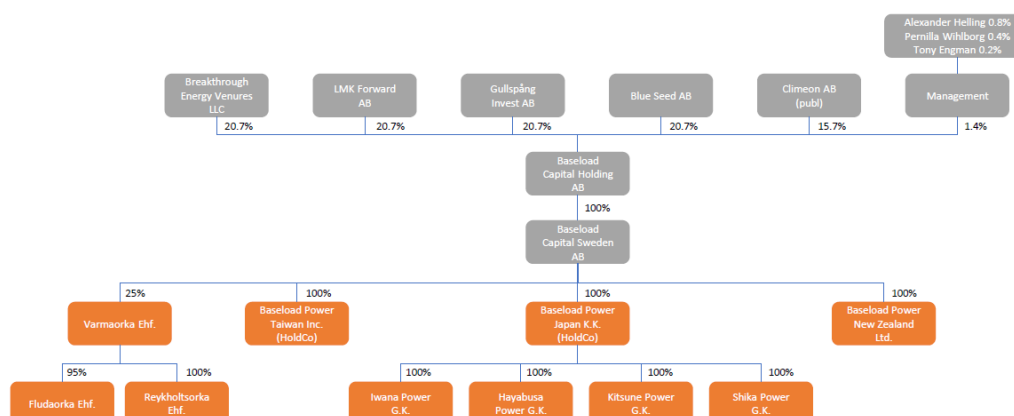 Alexander Helling 0.8%
Pernilla Wihlborg 0.4%
Tony Engman 0.2%
Breakthrough
Energy Venures
LLC
LMK Forward
AB
Gullspång
Invest AB
Blue Seed AB
Climeon AB
(publ)
Management
20.7%
20.7%
20.7%
20.7%
15.7%
1.4%
Baseload
Capital Holding
AB
100%
Baseload
Capital Sweden
AB
25%
100%
100%
100%
Varmaorka Ehf.
Baseload Power
Taiwan Inc.
(HoldCo)
Baseload Power
Japan K.K.
(HoldCo)
Baseload Power
New Zealand
Ltd.
95%
100%
100%
100%
100%
100%
Fludaorka Ehf.
Reykholtsorka
Ehf.
Iwana Power
G.K.
Hayabusa
Power G.K.
Kitsune Power
G.K.
Shika Power
G.K.